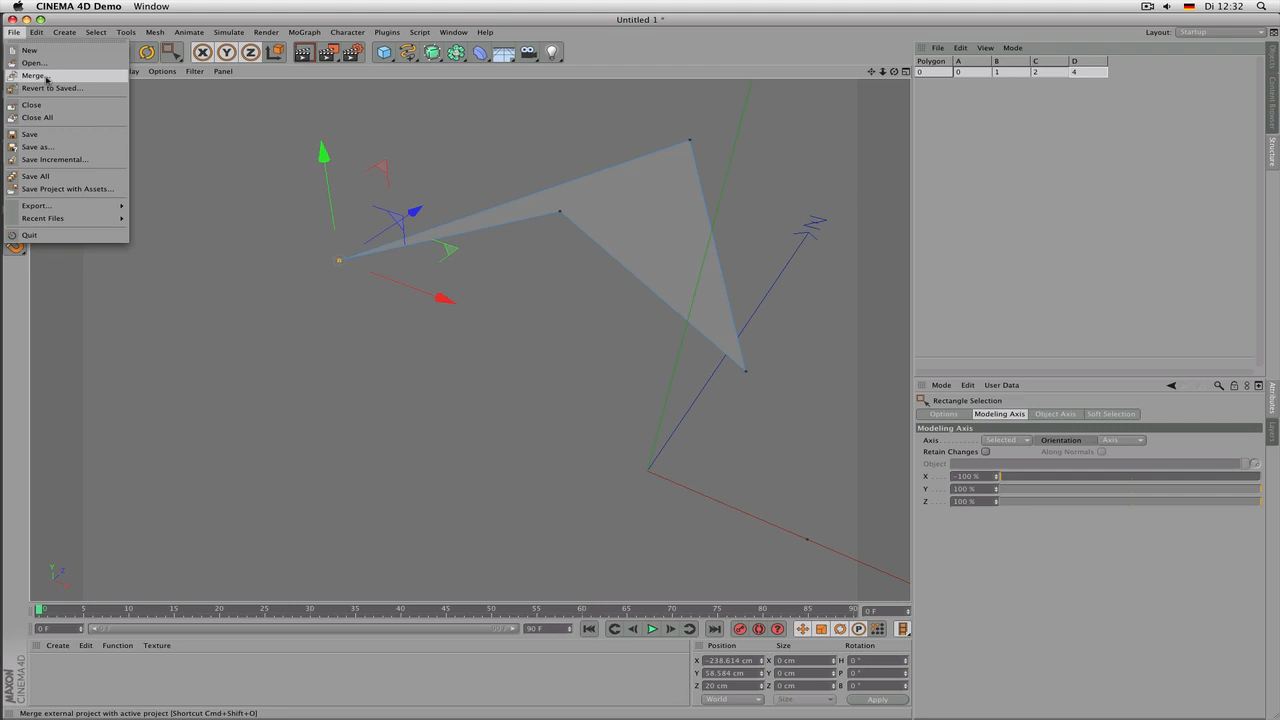 CINEMA 4D Demo Window
Di 12:32
Untitled 1 *
File Edit Create Select Tools Mesh Animate Simulate Render MoGraph Character Plugins Script Window Help
Layout: Startup
New
Open...
Merge...
Revert to Saved...
Close
Close All
Save
Save as...
Save Incremental...
Save All
Save Project with Assets...
Export...
Recent Files
Quit
Options Filter Panel
X Y Z
File Edit View Mode
Polygon A B C D
0 0 1 2 4
Objects
Content Browser
Structure
Attributes
Layers
Mode Edit User Data
Rectangle Selection
Options Modeling Axis Object Axis Soft Selection
Modeling Axis
Axis Selected Orientation Axis
Retain Changes Along Normals
Object
X -100 %
Y 100 %
Z 100 %
Y Z
0 5 10 15 20 25 30 35 40 45 50 55 60 65 70 75 80 85 90 0 F
0 F 90 F
Create Edit Function Texture
Position Size Rotation
X -238.614 cm X 0 cm H 0 °
Y 58.584 cm Y 0 cm P 0 °
Z 20 cm Z 0 cm B 0 °
World Size Apply
MAXON
CINEMA 4D
Merge external project with active project [Shortcut Cmd+Shift+O]